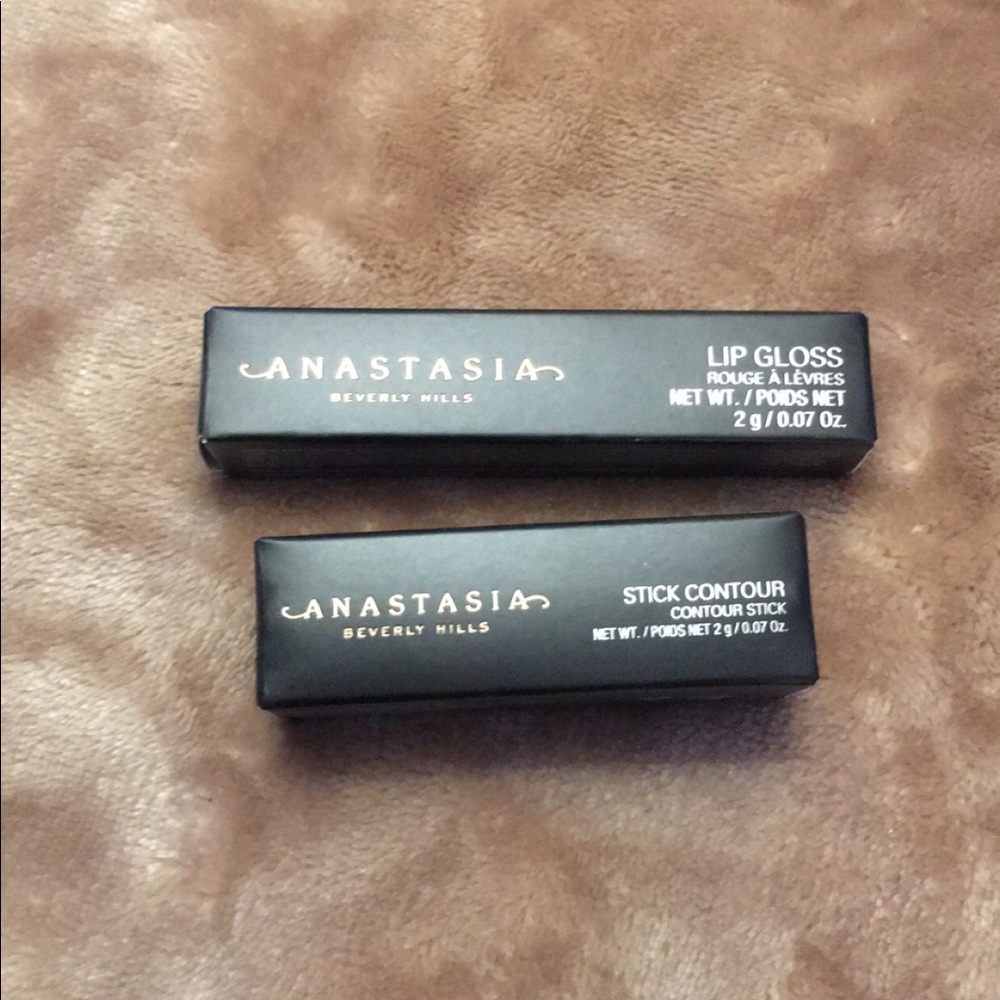 ANASTASIA
BEVERLY HILLS
LIP GLOSS
ROUGE À LÈVRES
NET WT. / POIDS NET
2 g / 0.07 Oz.
ANASTASIA
BEVERLY HILLS
STICK CONTOUR
CONTOUR STICK
NET WT. / POIDS NET 2 g / 0.07 Oz.